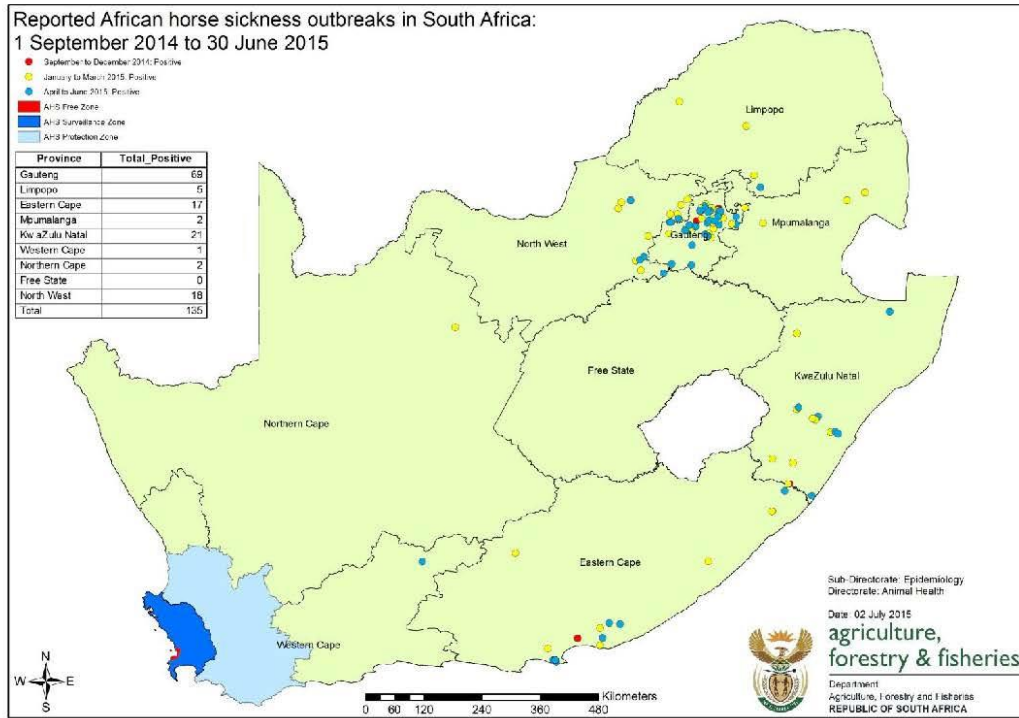 Reported African horse sickness outbreaks in South Africa:
1 September 2014 to 30 June 2015
September to December 2014: Positive
January to March 2015: Positive
April to June 2015: Positive
AHS Free Zone
AHS Surveillance Zone
AHS Protection Zone
Province Total_Positive
Gauteng 69
Limpopo 5
Eastern Cape 17
Mpumalanga 2
KwaZulu Natal 21
Western Cape 1
Northern Cape 2
Free State 0
North West 18
Total 135
Limpopo
Mpumalanga
North West
Gauteng
Free State
KwaZulu Natal
Northern Cape
Eastern Cape
Western Cape
Sub-Directorate: Epidemiology
Directorate: Animal Health
Date: 02 July 2015
agriculture,
forestry & fisheries
Department
Agriculture, Forestry and Fisheries
REPUBLIC OF SOUTH AFRICA
N
W E
S
Kilometers
0 60 120 240 360 480